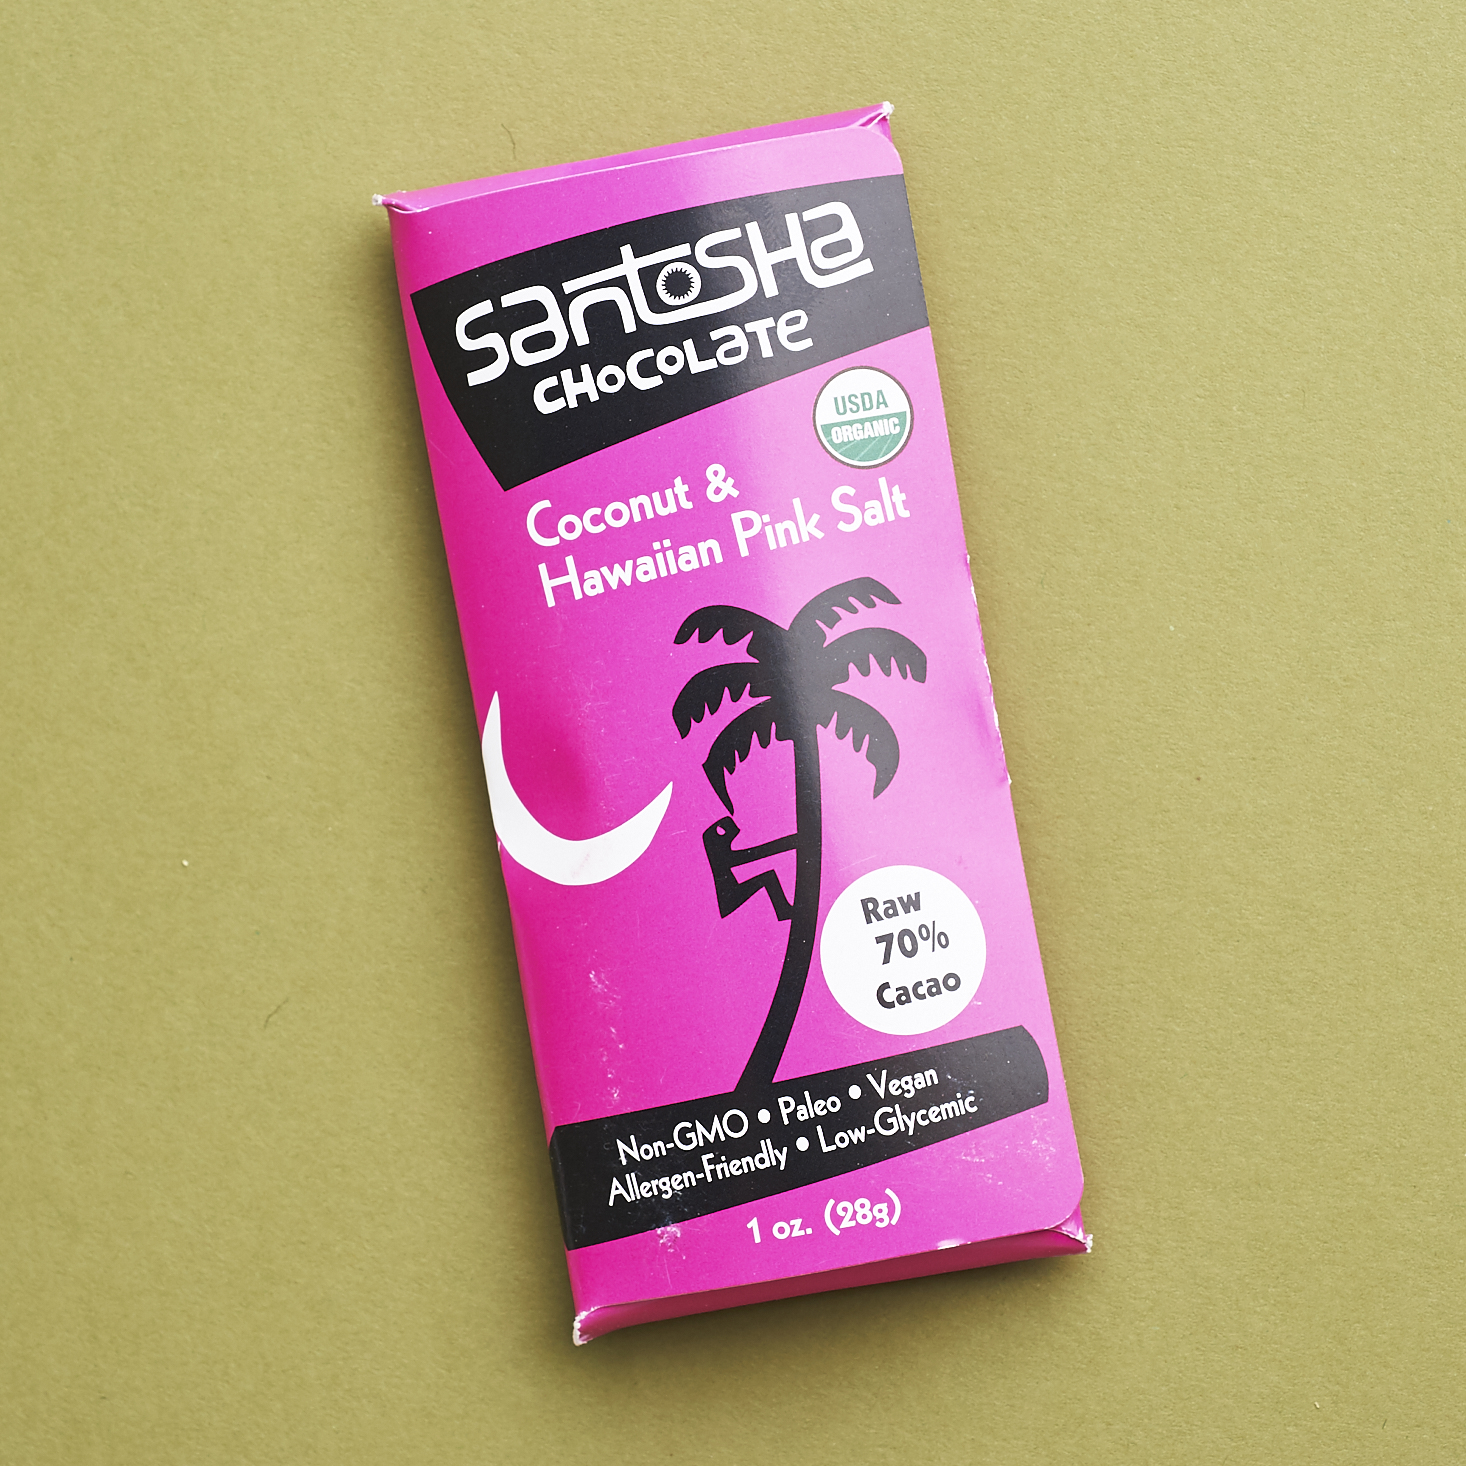 SantoSHa
CHOCOLaTe
USDA
ORGANIC
Coconut &
Hawaiian Pink Salt
Raw
70%
Cacao
Non-GMO • Paleo • Vegan
Allergen-Friendly • Low-Glycemic
1 oz. (28g)